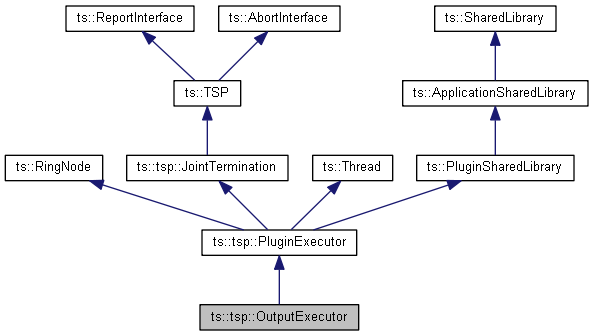 ts::ReportInterface ts::AbortInterface ts::SharedLibrary
ts::TSP ts::ApplicationSharedLibrary
ts::RingNode ts::tsp::JointTermination ts::Thread ts::PluginSharedLibrary
ts::tsp::PluginExecutor
ts::tsp::OutputExecutor